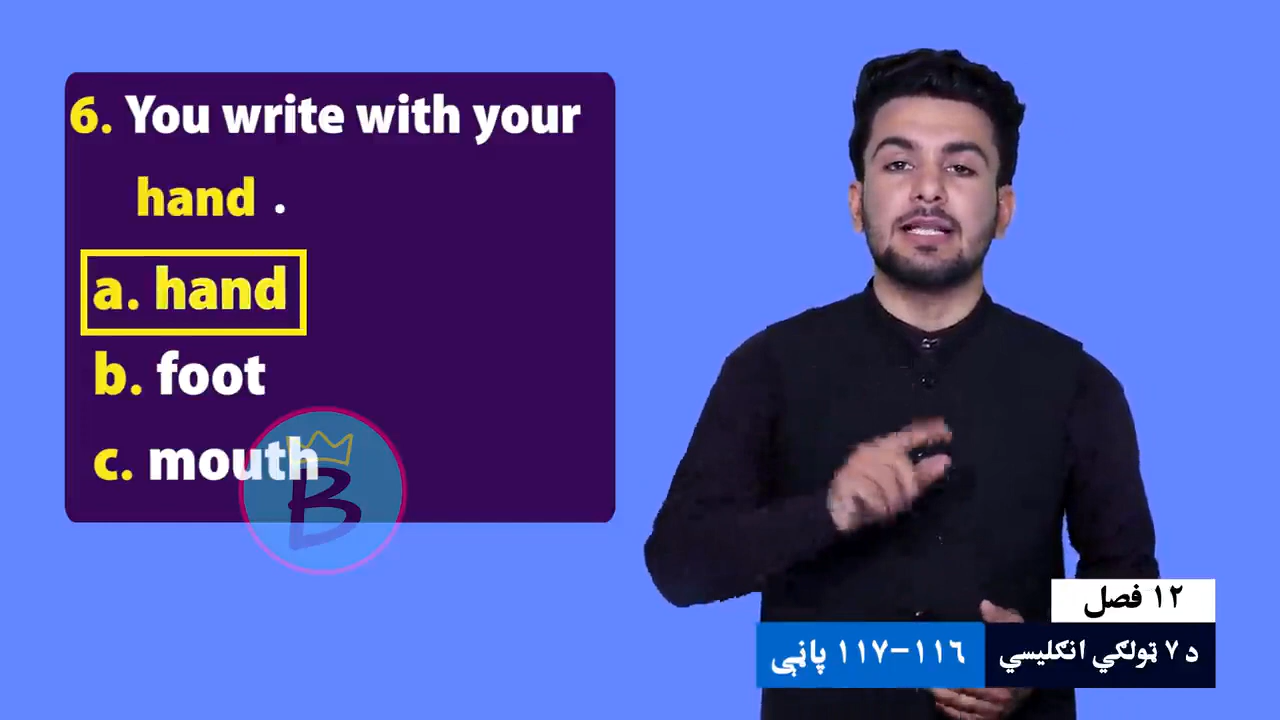 6. You write with your
hand .
a. hand
b. foot
c. mouth
B
۱۲ فصل
د ۷ ټولګي انګلیسي
۱۱۶-۱۱۷ پاڼې